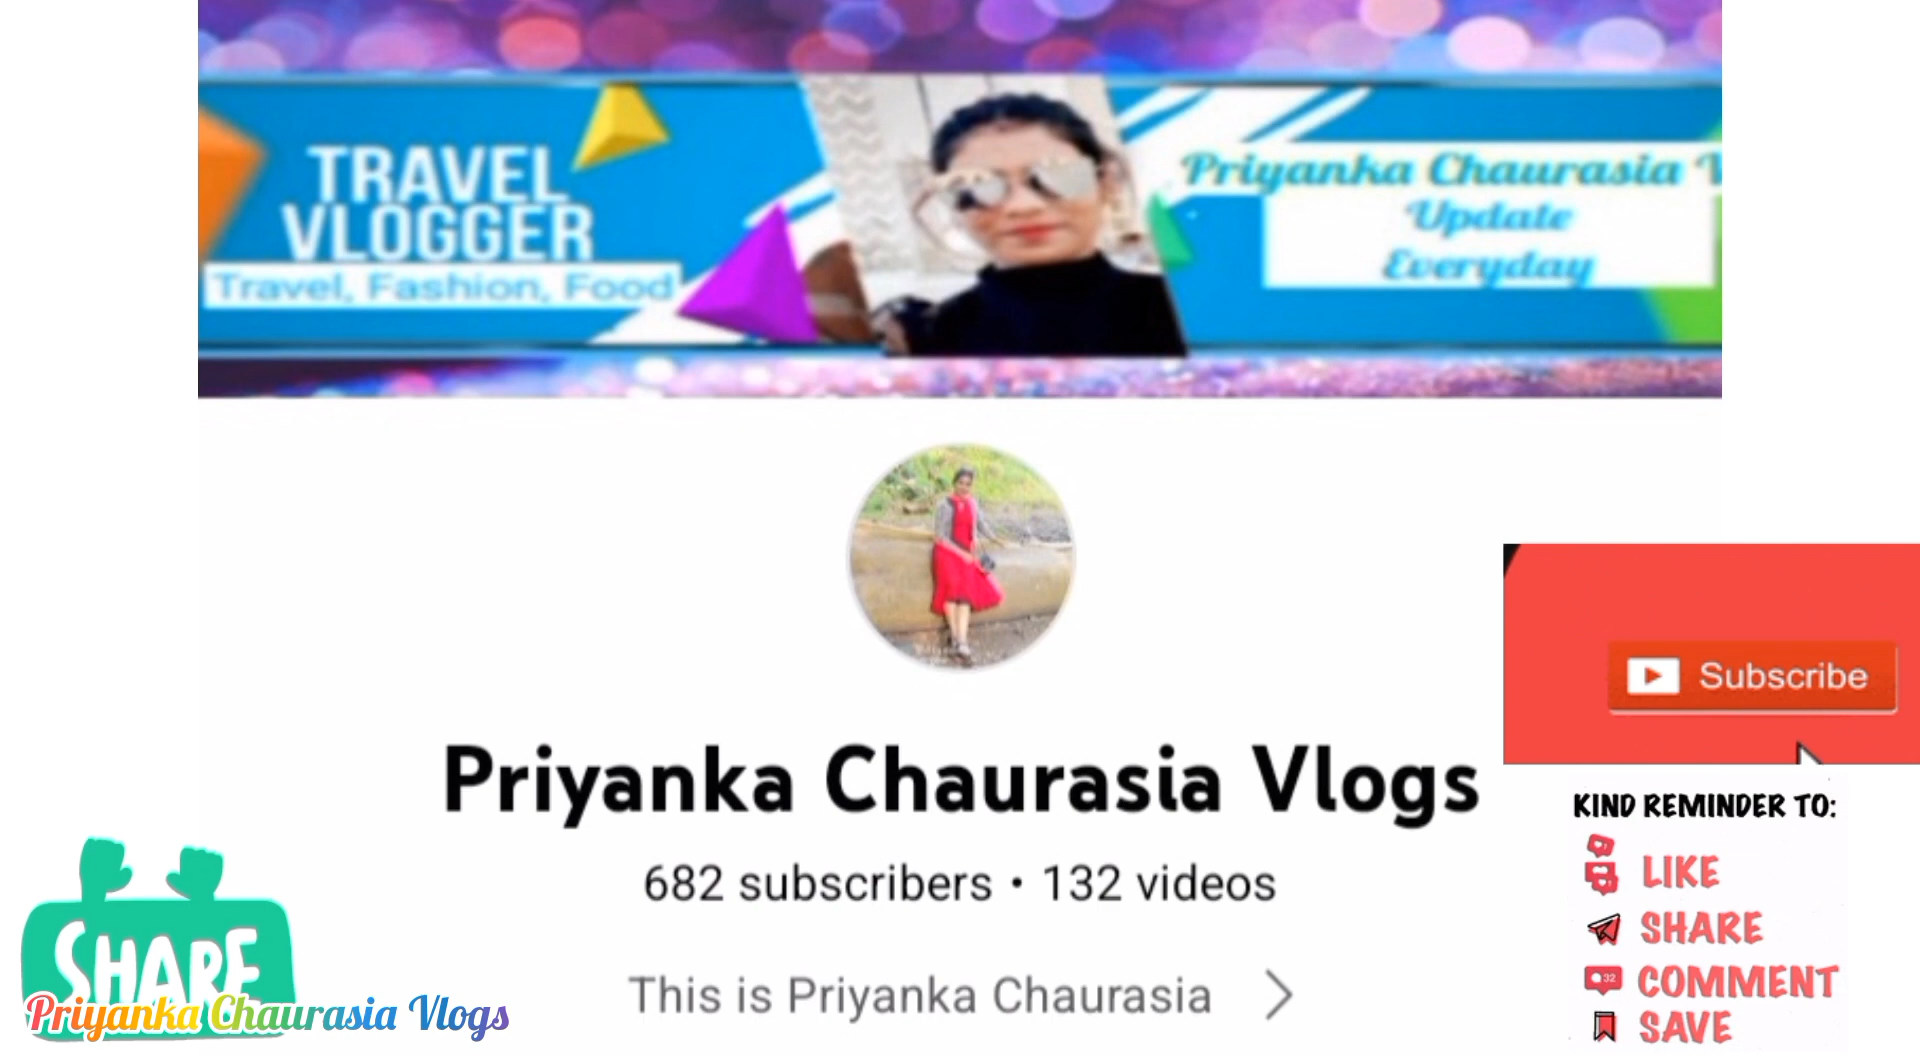 TRAVEL
VLOGGER
Travel, Fashion, Food
Priyanka Chaurasia V
Update
Everyday
Subscribe
Priyanka Chaurasia Vlogs
682 subscribers • 132 videos
This is Priyanka Chaurasia
KIND REMINDER TO:
LIKE
SHARE
32
COMMENT
SAVE
SHARE
Priyanka Chaurasia Vlogs